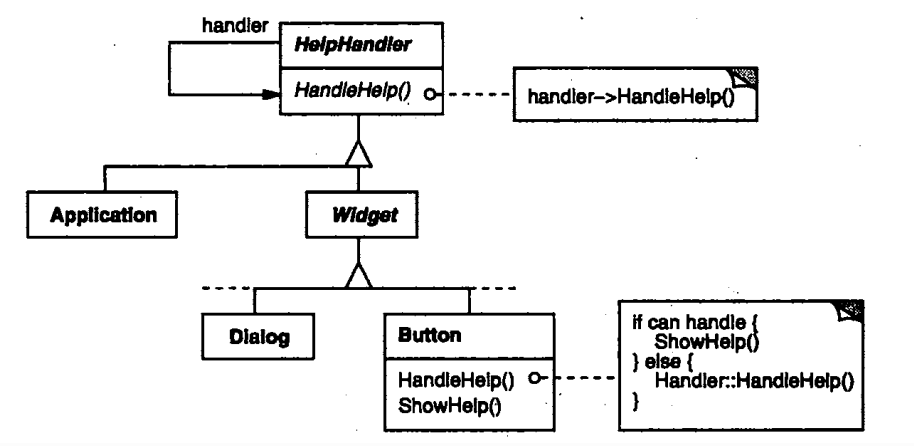 handler
HelpHandler
HandleHelp()
handler->HandleHelp()
Application
Widget
Dialog
Button
HandleHelp()
ShowHelp()
if can handle {
ShowHelp()
} else {
Handler::HandleHelp()
}